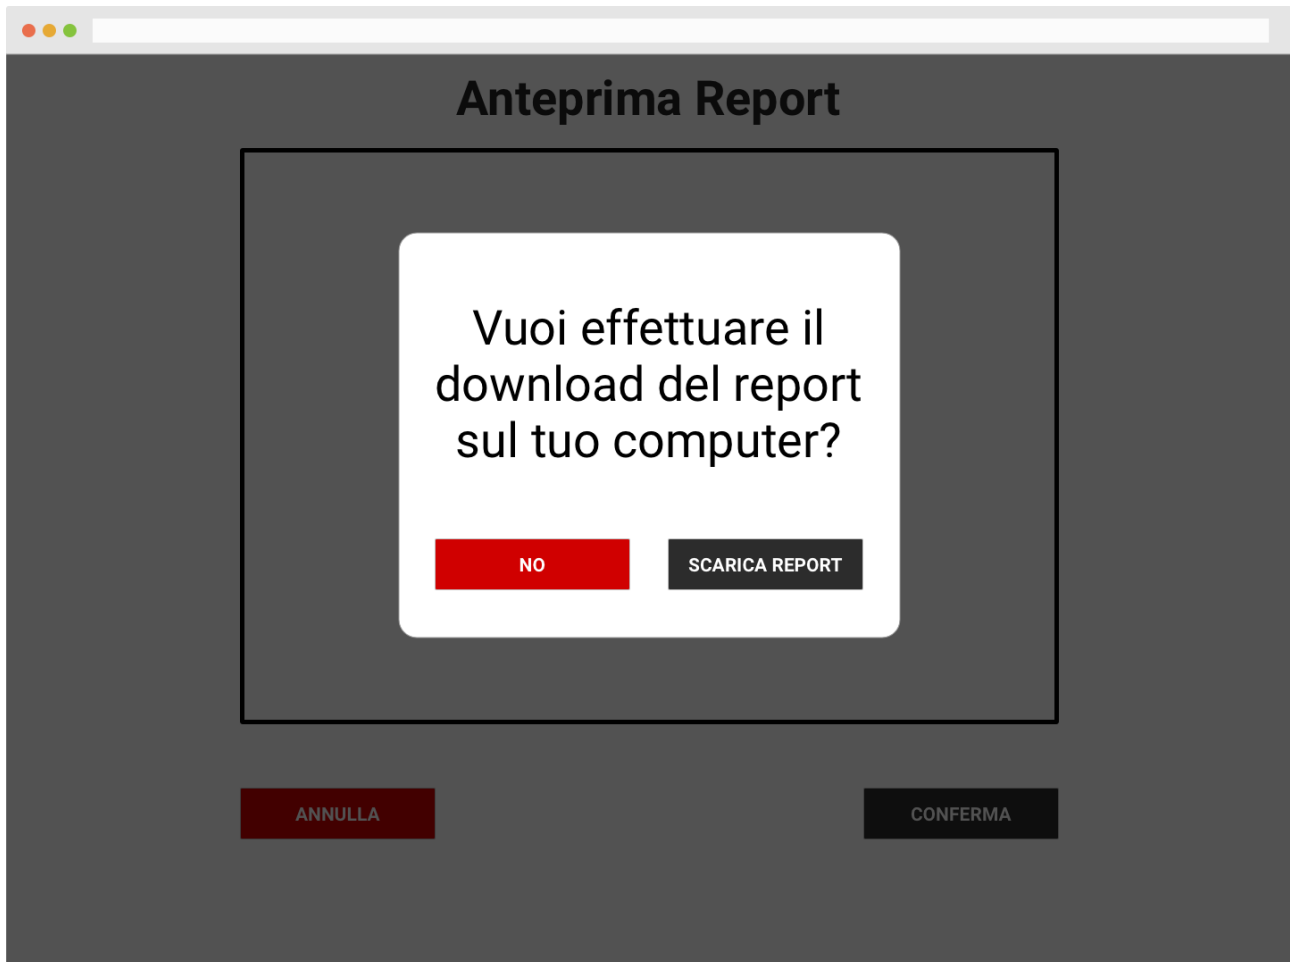 Anteprima Report
Vuoi effettuare il
download del report
sul tuo computer?
NO
SCARICA REPORT
ANNULLA
CONFERMA